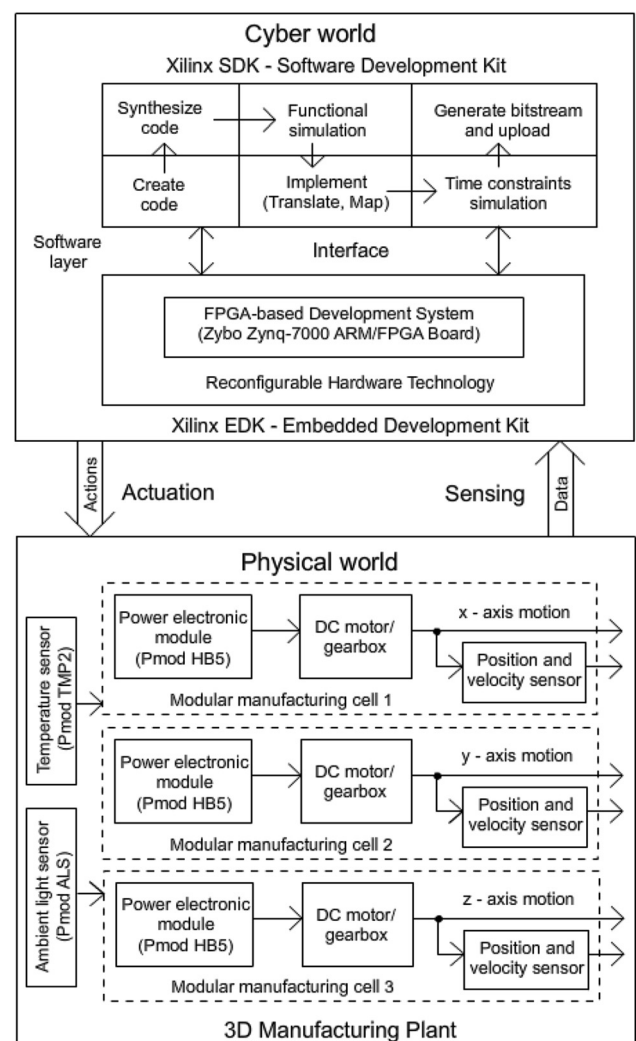 Cyber world
Xilinx SDK - Software Development Kit
Synthesize
code
Functional
simulation
Generate bitstream
and upload
Create
code
Implement
(Translate, Map)
Time constraints
simulation
Software
layer
Interface
FPGA-based Development System
(Zybo Zynq-7000 ARM/FPGA Board)
Reconfigurable Hardware Technology
Xilinx EDK - Embedded Development Kit
Actions
Actuation
Sensing
Data
Physical world
Temperature sensor
(Pmod TMP2)
Power electronic
module
(Pmod HB5)
DC motor/
gearbox
x - axis motion
Position and
velocity sensor
Modular manufacturing cell 1
Power electronic
module
(Pmod HB5)
DC motor/
gearbox
y - axis motion
Position and
velocity sensor
Modular manufacturing cell 2
Ambient light sensor
(Pmod ALS)
Power electronic
module
(Pmod HB5)
DC motor/
gearbox
z - axis motion
Position and
velocity sensor
Modular manufacturing cell 3
3D Manufacturing Plant